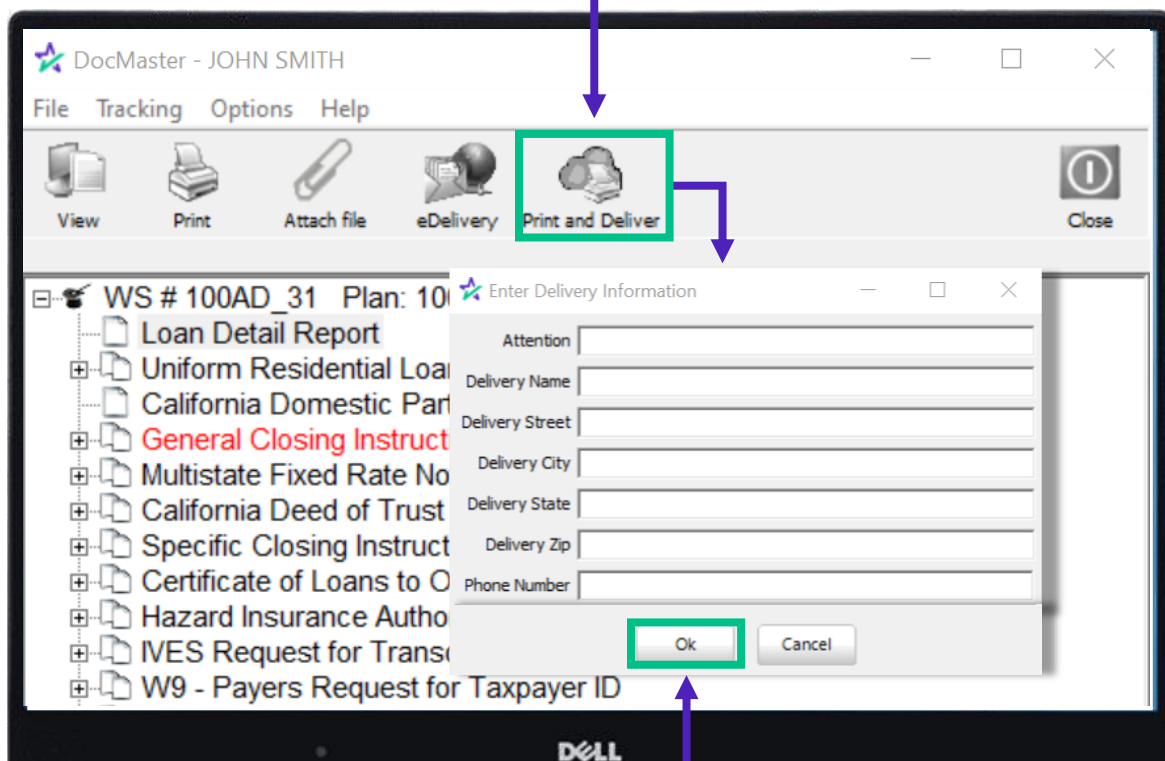 DocMaster - JOHN SMITH
File Tracking Options Help
View Print Attach file eDelivery Print and Deliver Close
WS # 100AD_31 Plan: 10
Loan Detail Report
Uniform Residential Loa
California Domestic Part
General Closing Instruct
Multistate Fixed Rate No
California Deed of Trust
Specific Closing Instruct
Certificate of Loans to O
Hazard Insurance Autho
IVES Request for Trans
W9 - Payers Request for Taxpayer ID
Enter Delivery Information
Attention
Delivery Name
Delivery Street
Delivery City
Delivery State
Delivery Zip
Phone Number
Ok Cancel
DELL